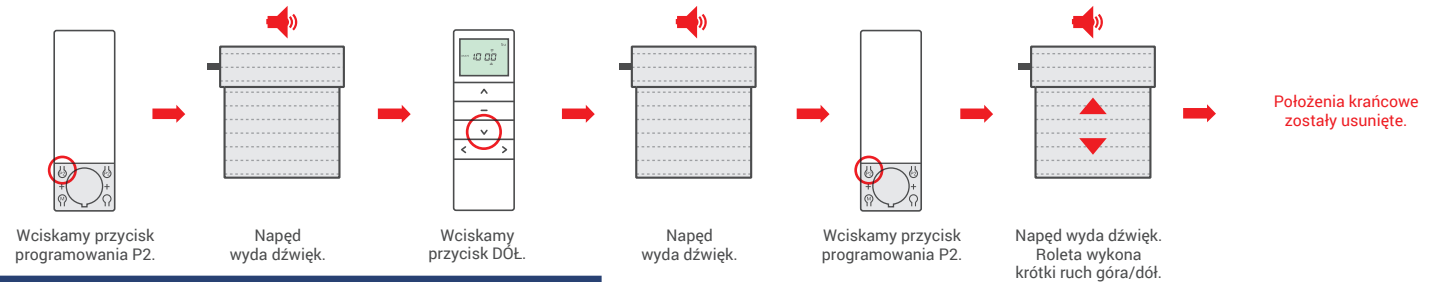 10 00
Wciskamy przycisk
programowania P2.
Napęd
wyda dźwięk.
Wciskamy
przycisk DÓŁ.
Napęd
wyda dźwięk.
Wciskamy przycisk
programowania P2.
Napęd wyda dźwięk.
Roleta wykona
krótki ruch góra/dół.
Położenia krańcowe
zostały usunięte.